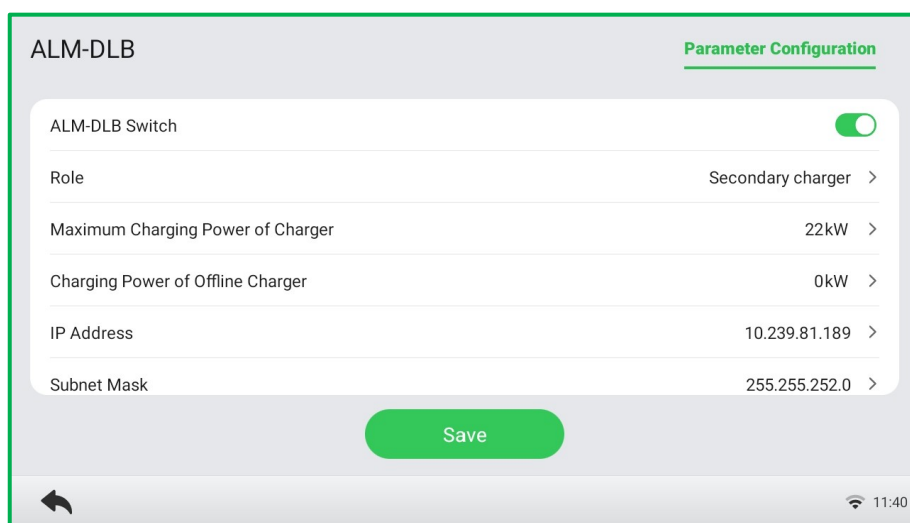 ALM-DLB
Parameter Configuration
ALM-DLB Switch
Role Secondary charger
Maximum Charging Power of Charger 22kW
Charging Power of Offline Charger 0kW
IP Address 10.239.81.189
Subnet Mask 255.255.252.0
Save
11:40